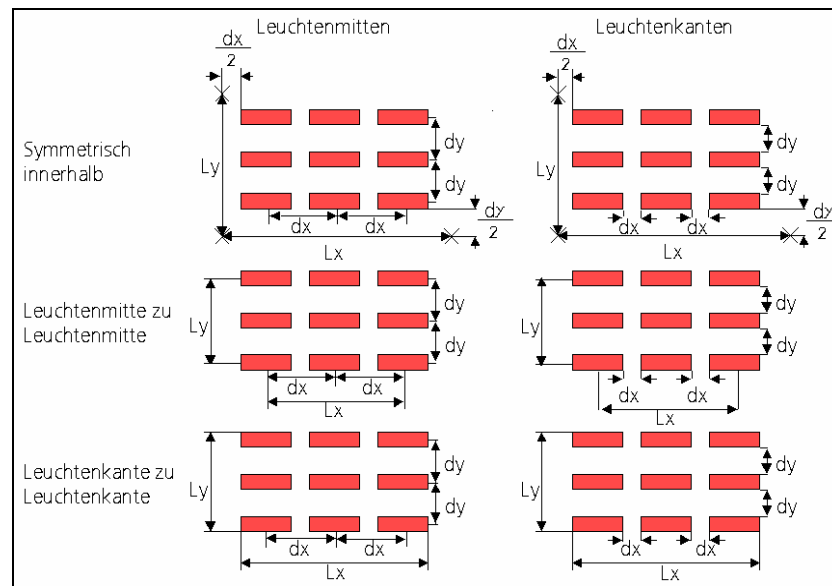 Leuchtenmitten
Leuchtenkanten
dx
2
dx
2
Symmetrisch
innerhalb
Ly
dy
dy
dy
2
dx
dx
Lx
Ly
dy
dy
dy
2
dx
dx
Lx
Leuchtenmitte zu
Leuchtenmitte
Ly
dy
dy
dx
dx
Lx
Ly
dy
dy
dx
dx
Lx
Leuchtenkante zu
Leuchtenkante
Ly
dy
dy
dx
dx
Lx
Ly
dy
dy
dx
dx
Lx